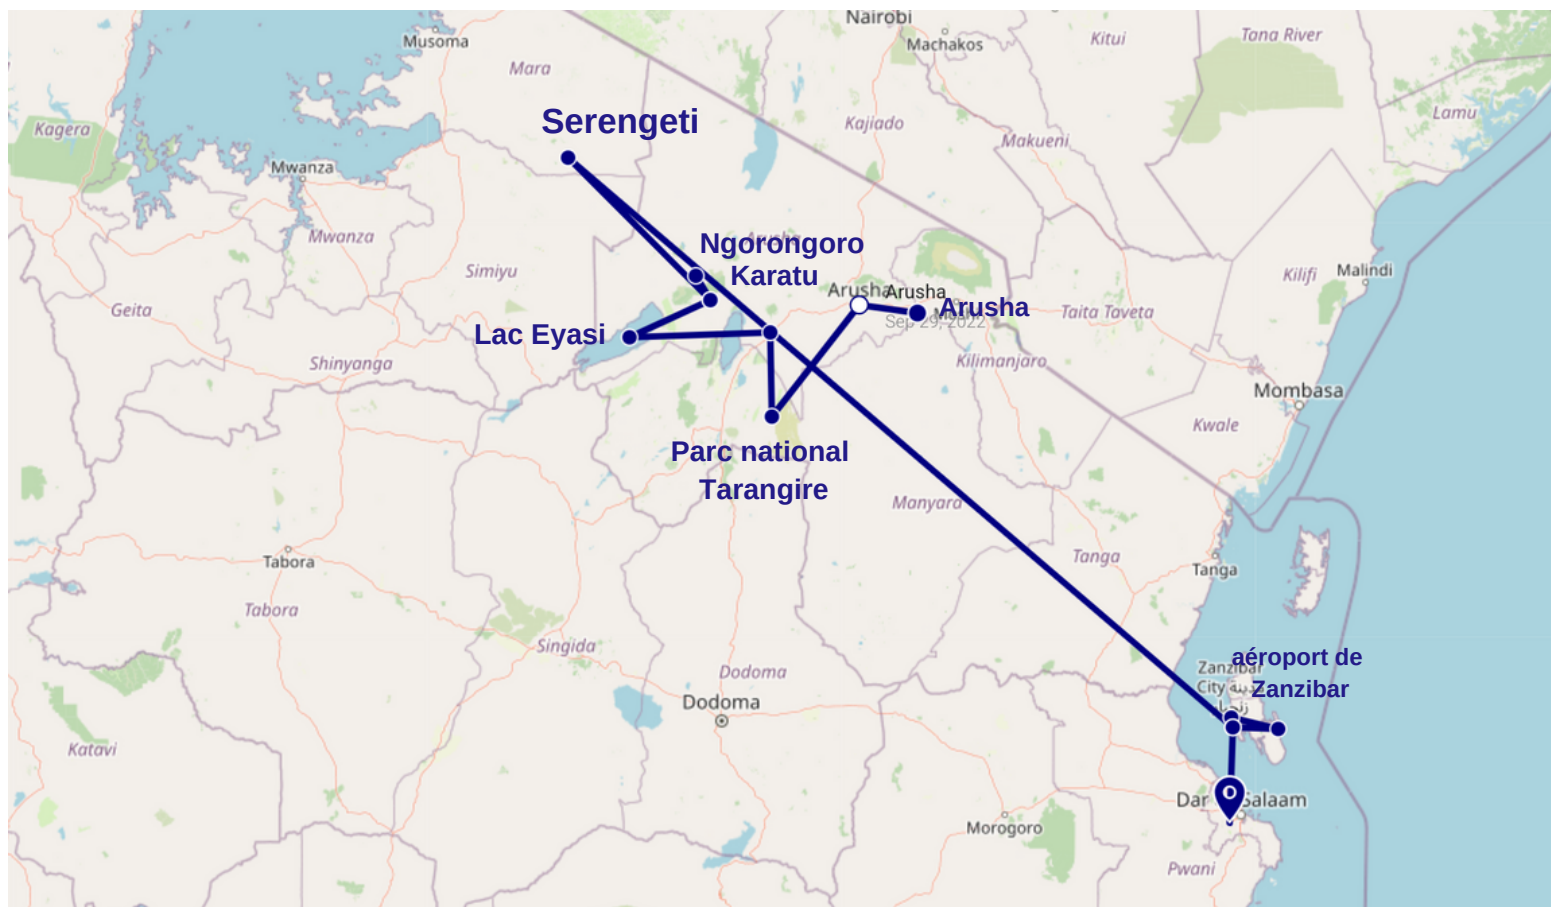 Nairobi
Musoma
Machakos
Kitui
Tana River
Mara
Serengeti
Kagera
Kajiado
Lamu
Makueni
Mwanza
Mwanza
Ngorongoro
Arusha
Karatu
Simiyu
Kilifi
Malindi
Geita
Arusha
Arusha
Arusha
Sep 29, 2022
Taita Taveta
Lac Eyasi
Shinyanga
Kilimanjaro
Mombasa
Kwale
Parc national
Tarangire
Manyara
Tabora
Tanga
Tanga
Tabora
Singida
Dodoma
aéroport de
Zanzibar
Zanzibar
City
Dodoma
Katavi
Dar
Salaam
Morogoro
Pwani